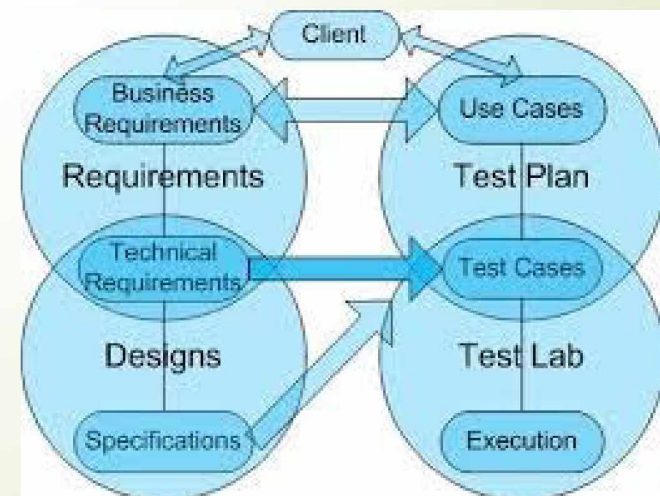 Client
Business
Requirements
Use Cases
Requirements
Test Plan
Technical
Requirements
Test Cases
Designs
Test Lab
Specifications
Execution